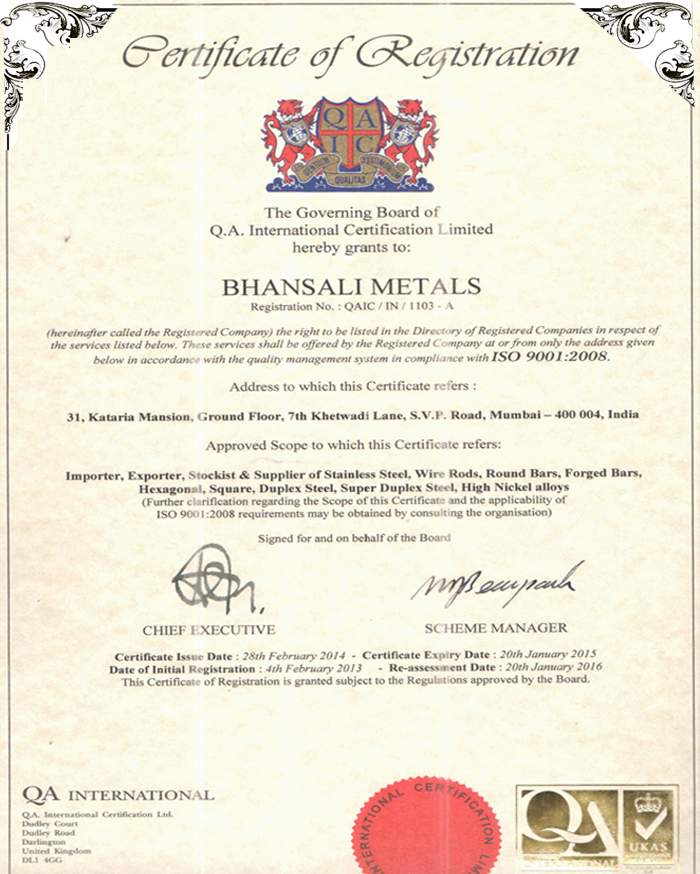 Certificate of Registration
QA
IC
GENTIUM QUALITAS
The Governing Board of
Q.A. International Certification Limited
hereby grants to:
BHANSALI METALS
Registration No. : QAIC / IN / 1103 - A
(hereinafter called the Registered Company) the right to be listed in the Directory of Registered Companies in respect of
the services listed below. These services shall be offered by the Registered Company at or from only the address given
below in accordance with the quality management system in compliance with ISO 9001:2008.
Address to which this Certificate refers :
31, Kataria Mansion, Ground Floor, 7th Khetwadi Lane, S.V.P. Road, Mumbai – 400 004, India
Approved Scope to which this Certificate refers:
Importer, Exporter, Stockist & Supplier of Stainless Steel, Wire Rods, Round Bars, Forged Bars,
Hexagonal, Square, Duplex Steel, Super Duplex Steel, High Nickel alloys
(Further clarification regarding the Scope of this Certificate and the applicability of
ISO 9001:2008 requirements may be obtained by consulting the organisation)
Signed for and on behalf of the Board
CHIEF EXECUTIVE
SCHEME MANAGER
Certificate Issue Date : 28th February 2014 - Certificate Expiry Date : 20th January 2015
Date of Initial Registration : 4th February 2013 - Re-assessment Date : 20th January 2016
This Certificate of Registration is granted subject to the Regulations approved by the Board.
QA INTERNATIONAL
Q.A. International Certification Ltd.
Dudley Court
Dudley Road
Darlington
United Kingdom
DL1 4GG
INTERNATIONAL CERTIFICATION LIM
QA
INTERNATIONAL
UKAS